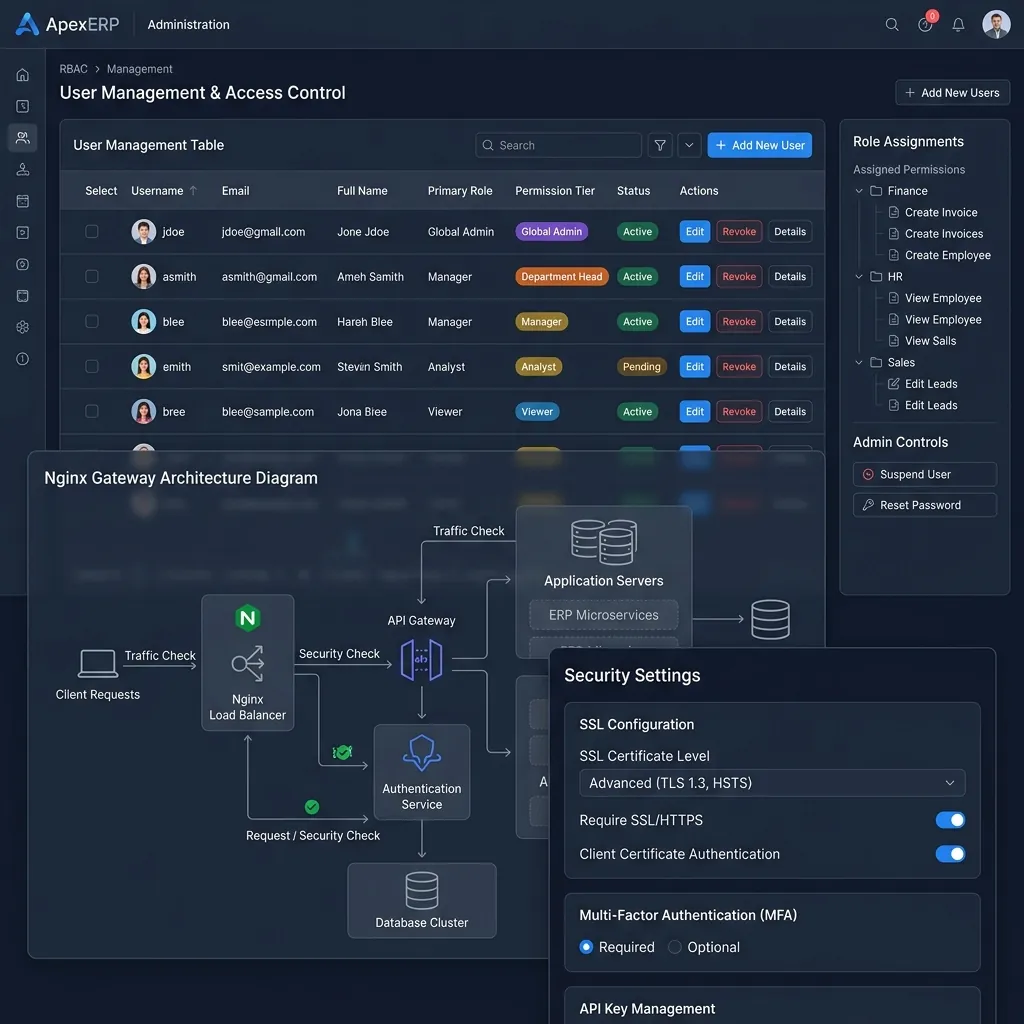 ApexERP
Administration
0
RBAC > Management
User Management & Access Control
+ Add New Users
User Management Table
Search
+ Add New User
Select Username ↑ Email Full Name Primary Role Permission Tier Status Actions
jdoe jdoe@gmall.com Jone Jdoe Global Admin Global Admin Active Edit Revoke Details
asmith asmith@gmail.com Ameh Samith Manager Department Head Active Edit Revoke Details
blee blee@esrmple.com Hareh Blee Manager Manager Active Edit Revoke Details
emith smit@example.com Stevin Smith Analyst Analyst Pending Edit Revoke Details
bree blee@sample.com Jona Biee Viewer Viewer Active Edit Revoke Details
Role Assignments
Assigned Permissions
Finance
Create Invoice
Create Invoices
Create Employee
HR
View Employee
View Employee
View Salls
Sales
Edit Leads
Edit Leads
Admin Controls
Suspend User
Reset Password
Nginx Gateway Architecture Diagram
Traffic Check
Application Servers
ERP Microservices
API Gateway
N
Traffic Check
Security Check
Client Requests
Nginx
Load Balancer
Authentication
Service
Request / Security Check
Database Cluster
A
Security Settings
SSL Configuration
SSL Certificate Level
Advanced (TLS 1.3, HSTS)
Require SSL/HTTPS
Client Certificate Authentication
Multi-Factor Authentication (MFA)
Required Optional
API Key Management